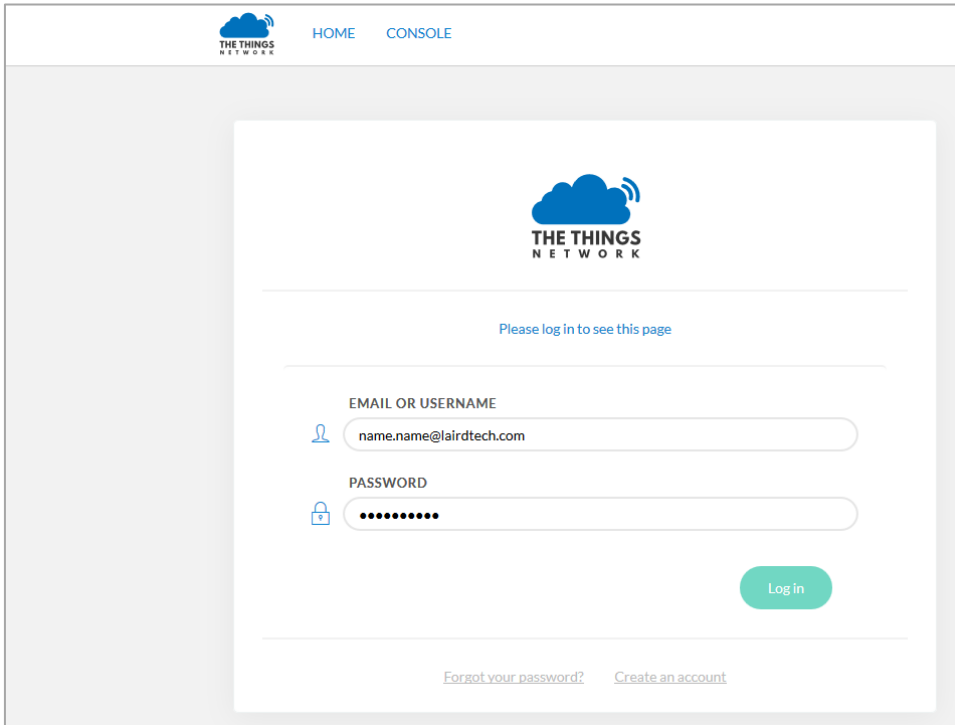 THE THINGS
NETWORK
HOME CONSOLE
THE THINGS
NETWORK
Please log in to see this page
EMAIL OR USERNAME
name.name@lairdtech.com
PASSWORD
••••••••••
Log in
Forgot your password? Create an account